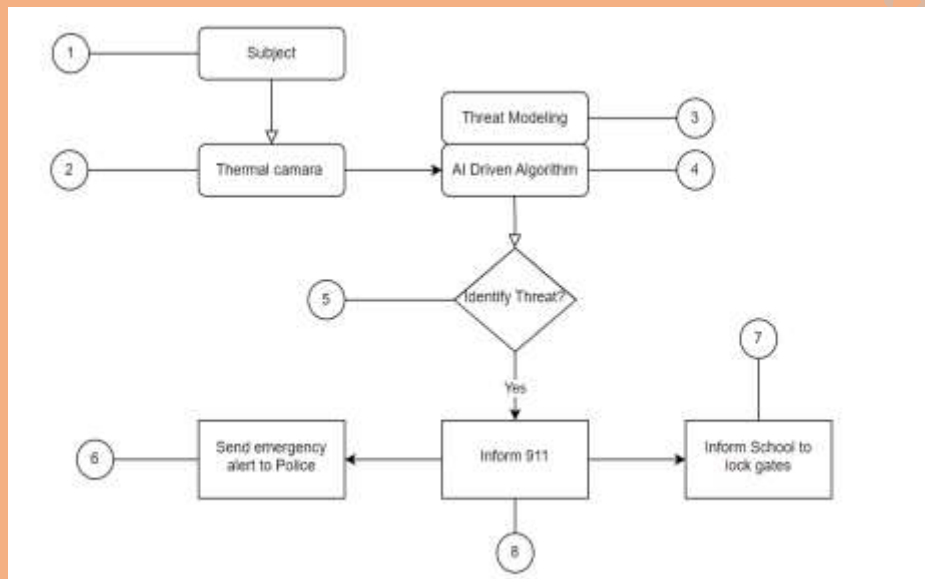 1
Subject
Threat Modeling
3
2
Thermal camara
AI Driven Algorithm
4
5
Identify Threat?
7
Yes
6
Send emergency
alert to Police
Inform 911
Inform School to
lock gates
8